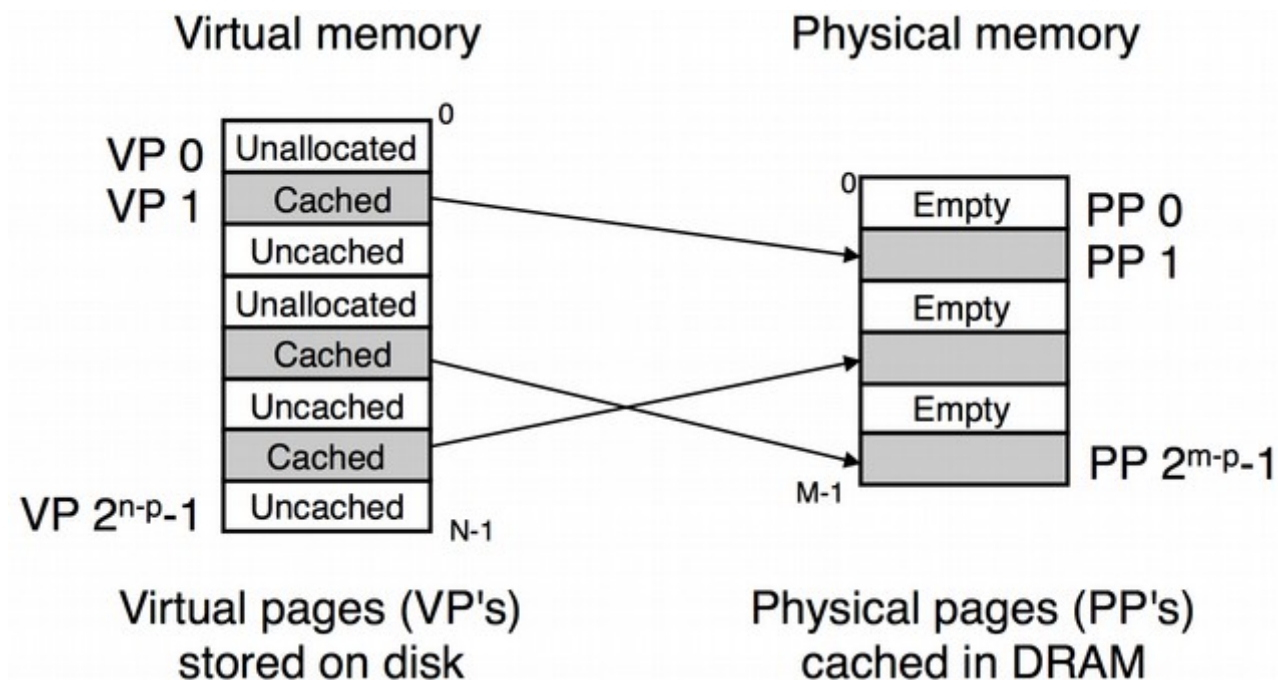 Virtual memory
Physical memory
0
VP 0
Unallocated
VP 1
Cached
Uncached
Unallocated
Cached
Uncached
Cached
VP 2ⁿ⁻ᵖ-1
Uncached
N-1
0
Empty
PP 0
PP 1
Empty
Empty
PP 2ᵐ⁻ᵖ-1
M-1
Virtual pages (VP's)
stored on disk
Physical pages (PP's)
cached in DRAM